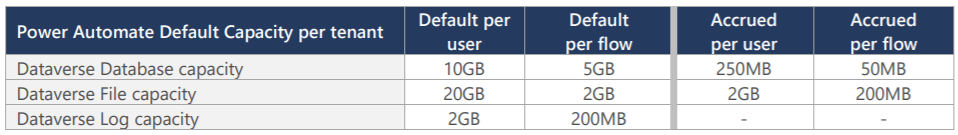 Power Automate Default Capacity per tenant Default per user Default per flow Accrued per user Accrued per flow
Dataverse Database capacity 10GB 5GB 250MB 50MB
Dataverse File capacity 20GB 2GB 2GB 200MB
Dataverse Log capacity 2GB 200MB - -